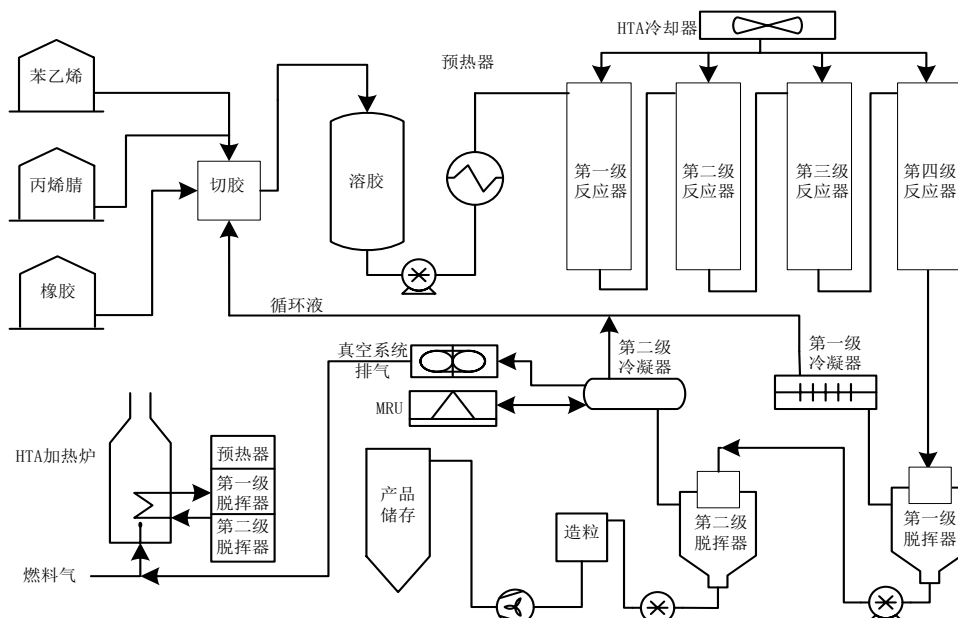 HTA冷却器
苯乙烯
预热器
丙烯腈
切胶
溶胶
第一级
反应器
第二级
反应器
第三级
反应器
第四级
反应器
橡胶
循环液
真空系统
排气
第二级
冷凝器
第一级
冷凝器
MRU
HTA加热炉
预热器
第一级
脱挥器
第二级
脱挥器
产品
储存
造粒
第二级
脱挥器
第一级
脱挥器
燃料气